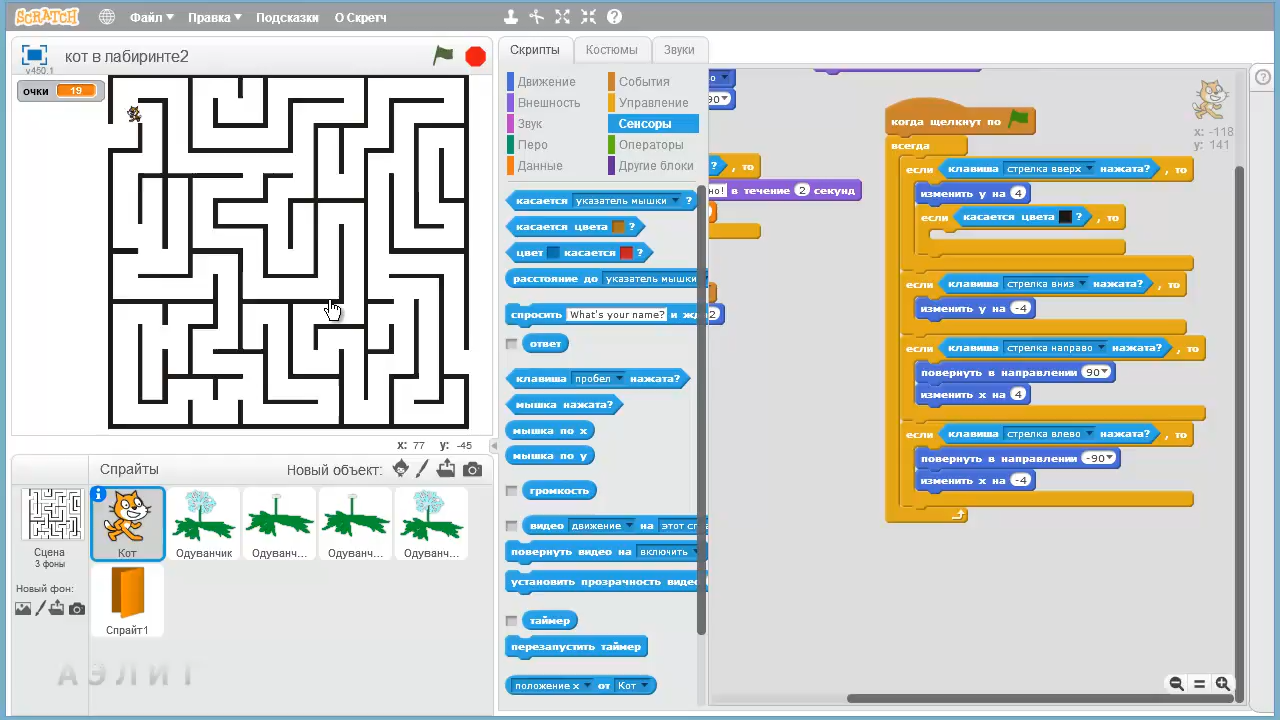 SCRATCH Файл Правка Подсказки О Скретч
v450.1 кот в лабиринте2
очки 19
x: 77 y: -45
Спрайты Новый объект:
Сцена
3 фоны
Новый фон:
Кот Одуванчик Одуванч... Одуванч... Одуванч...
Спрайт1
АЭЛИТ
Скрипты Костюмы Звуки
Движение События
Внешность Управление
Звук Сенсоры
Перо Операторы
Данные Другие блоки
касается указатель мышки ?
касается цвета ?
цвет касается ?
расстояние до указатель мышки
спросить What's your name? и жд
ответ
клавиша пробел нажата?
мышка нажата?
мышка по x
мышка по y
громкость
видео движение на этот сп
повернуть видео на включить
установить прозрачность видео
таймер
перезапустить таймер
положение x от Кот
90
? , то
но! в течение 2 секунд
2
x: -118
y: 141
когда щелкнут по
всегда
если клавиша стрелка вверх нажата? , то
изменить y на 4
если касается цвета ? , то
если клавиша стрелка вниз нажата? , то
изменить y на -4
если клавиша стрелка направо нажата? , то
повернуть в направлении 90
изменить x на 4
если клавиша стрелка влево нажата? , то
повернуть в направлении -90
изменить x на -4